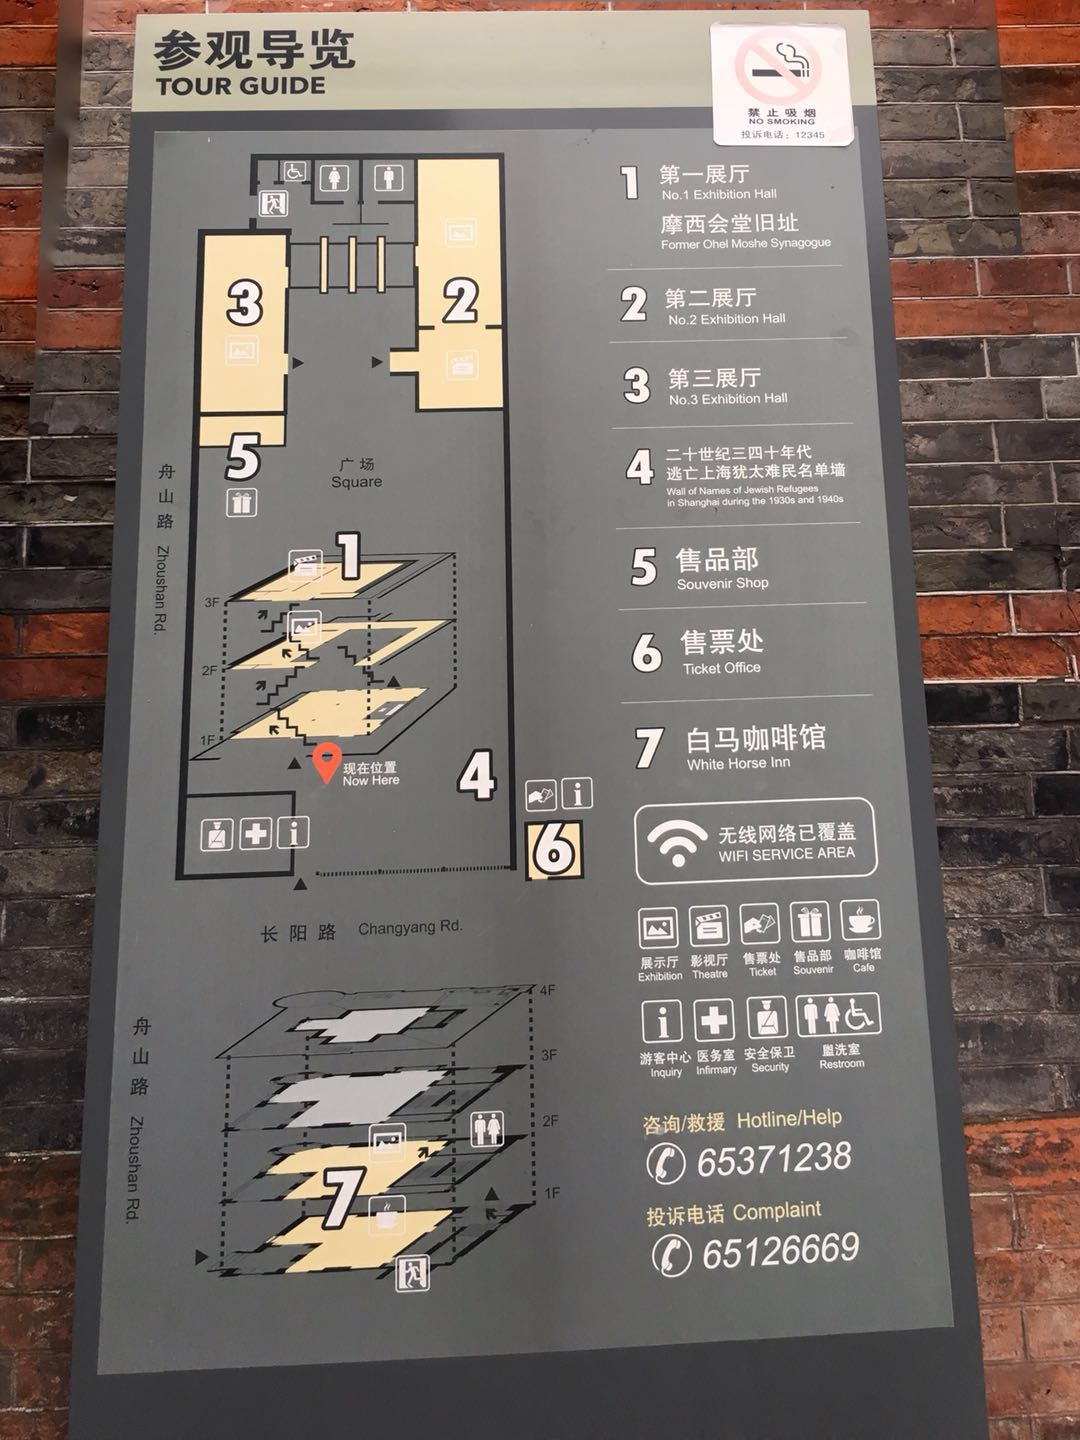 参观导览
TOUR GUIDE
禁止吸烟
NO SMOKING
投诉电话：12345
3
2
5
广场
Square
舟山路 Zhoushan Rd.
1
3F
2F
1F
现在位置
Now Here
4
6
长阳路 Changyang Rd.
舟山路 Zhoushan Rd.
4F
3F
2F
1F
7
1 第一展厅
No.1 Exhibition Hall
摩西会堂旧址
Former Ohel Moshe Synagogue
2 第二展厅
No.2 Exhibition Hall
3 第三展厅
No.3 Exhibition Hall
4 二十世纪三四十年代
逃亡上海犹太难民名单墙
Wall of Names of Jewish Refugees
in Shanghai during the 1930s and 1940s
5 售品部
Souvenir Shop
6 售票处
Ticket Office
7 白马咖啡馆
White Horse Inn
无线网络已覆盖
WIFI SERVICE AREA
展示厅 影视厅 售票处 售品部 咖啡馆
Exhibition Theatre Ticket Souvenir Cafe
游客中心 医务室 安全保卫 盥洗室
Inquiry Infirmary Security Restroom
咨询/救援 Hotline/Help
65371238
投诉电话 Complaint
65126669